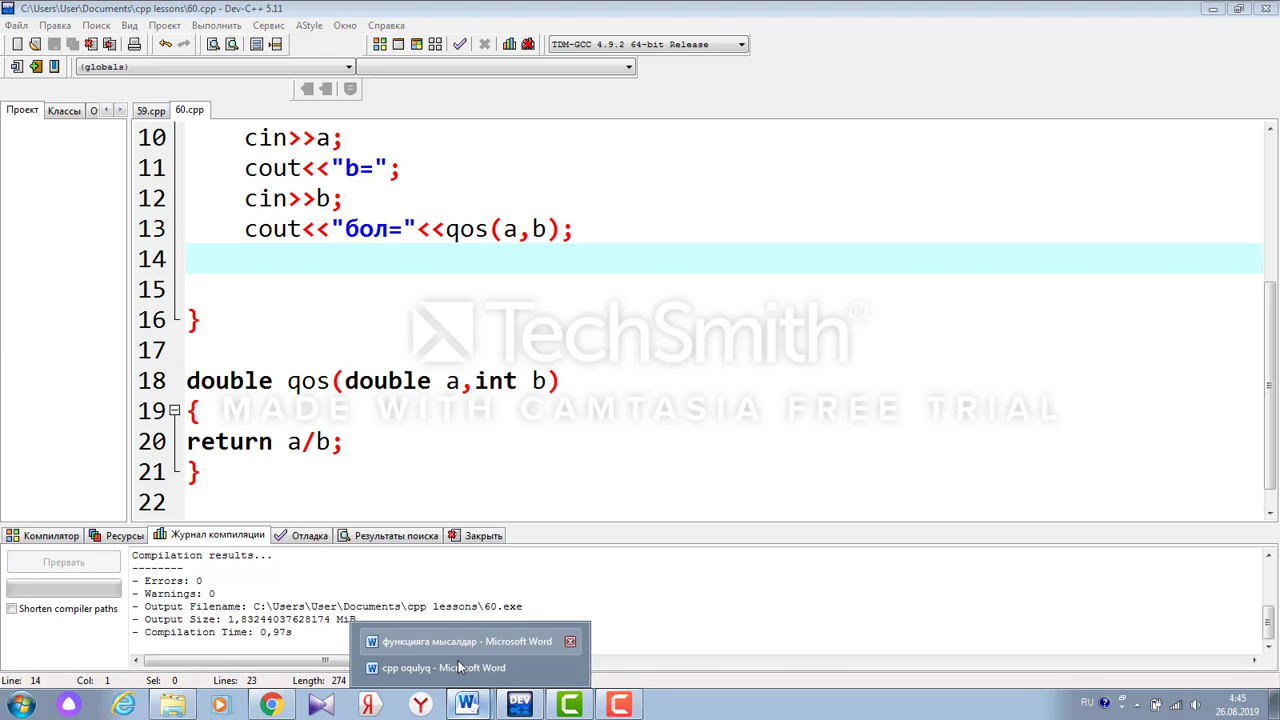 C:\Users\User\Documents\cpp lessons\60.cpp - Dev-C++ 5.11
Файл Правка Поиск Вид Проект Выполнить Сервис AStyle Окно Справка
TDM-GCC 4.9.2 64-bit Release
(globals)
Проект Классы О 59.cpp 60.cpp
10 cin>>a;
11 cout<<"b=";
12 cin>>b;
13 cout<<"бол="<<qos(a,b);
14
15
16 }
17
18 double qos(double a,int b)
19 {
20 return a/b;
21 }
22
TechSmith®
MADE WITH CAMTASIA FREE TRIAL
Компилятор Ресурсы Журнал компиляции Отладка Результаты поиска Закрыть
Прервать
Shorten compiler paths
Compilation results...
--------
- Errors: 0
- Warnings: 0
- Output Filename: C:\Users\User\Documents\cpp lessons\60.exe
- Output Size: 1,83244037628174 MiB
- Compilation Time: 0,97s
функцияга мысалдар - Microsoft Word
cpp oqulyq - Microsoft Word
Line: 14 Col: 1 Sel: 0 Lines: 23 Length: 274
RU
4:45
26.08.2019